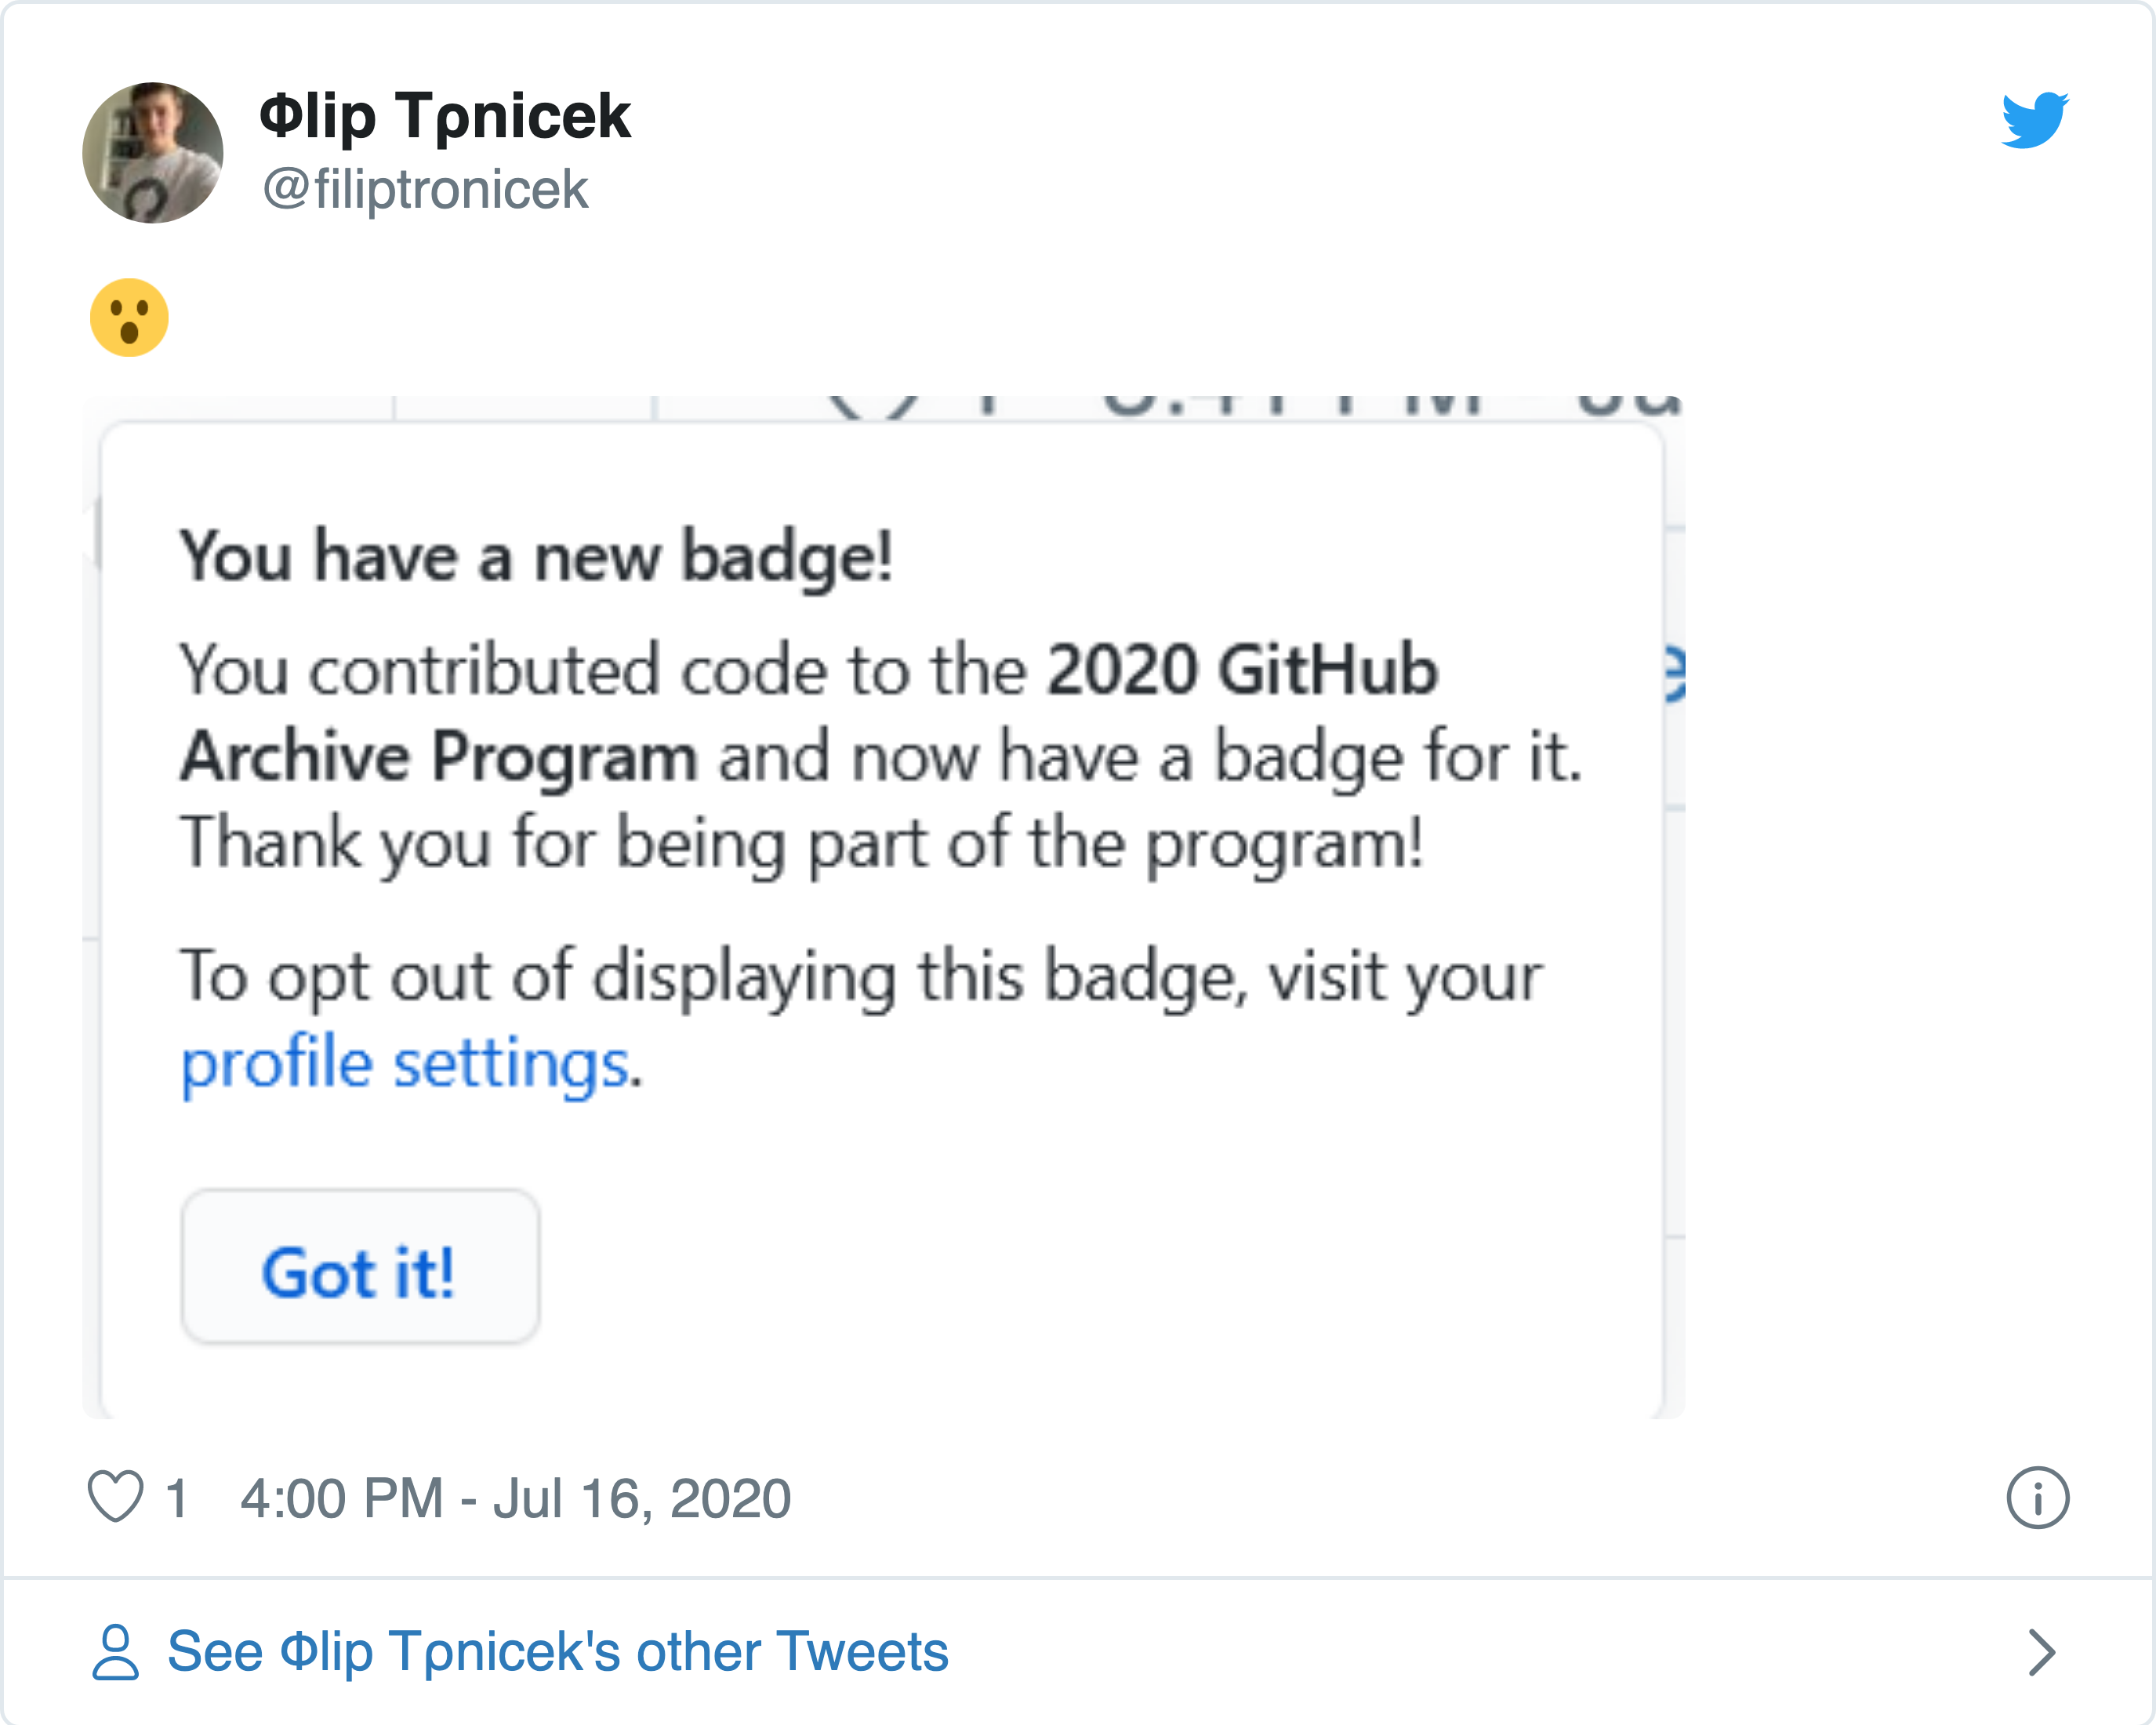 Φlip Tρnicek
@filiptronicek
😮
You have a new badge!
You contributed code to the 2020 GitHub
Archive Program and now have a badge for it.
Thank you for being part of the program!
To opt out of displaying this badge, visit your
profile settings.
Got it!
1 4:00 PM - Jul 16, 2020
See Φlip Tρnicek's other Tweets